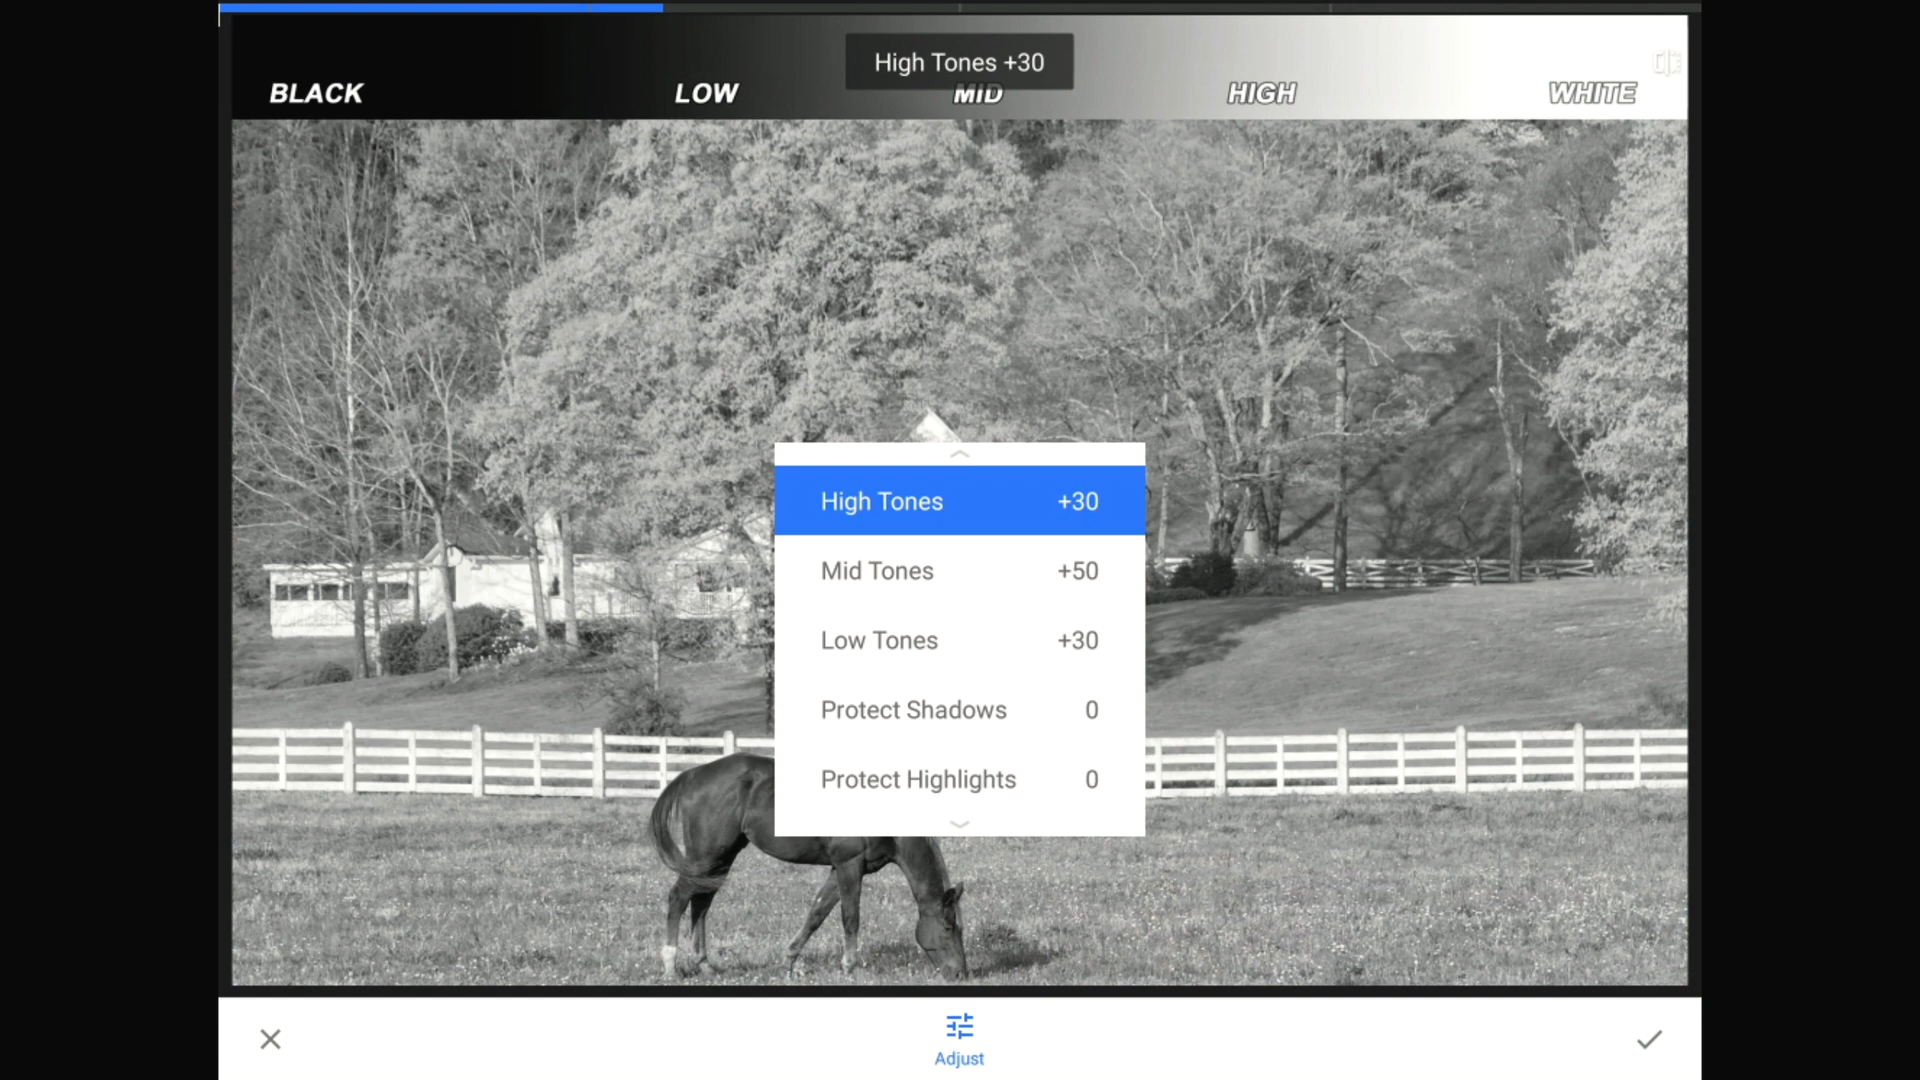 High Tones +30
BLACK LOW MID HIGH WHITE
High Tones +30
Mid Tones +50
Low Tones +30
Protect Shadows 0
Protect Highlights 0
Adjust